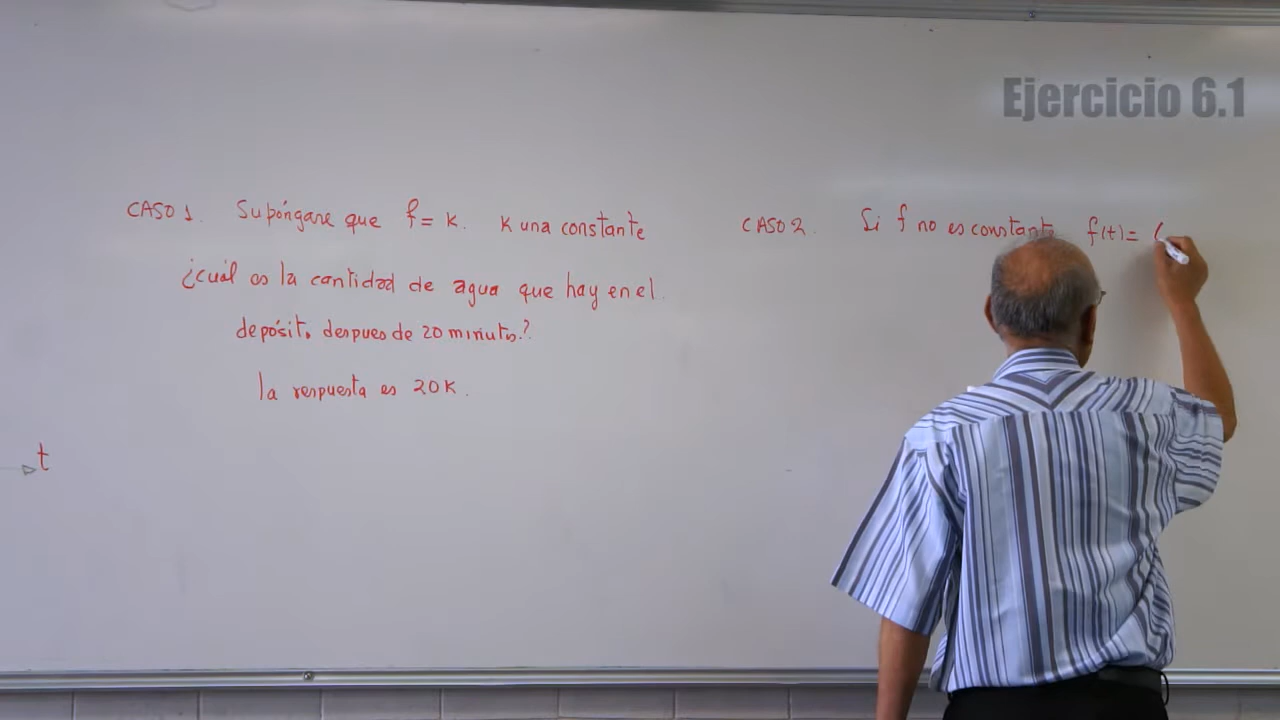 Ejercicio 6.1
CASO 1. Supóngase que f = K. K una constante
¿cuál es la cantidad de agua que hay en el
depósito despues de 20 minutos?
la respuesta es 20K.
t
CASO 2. Si f no es constante f(t) = (